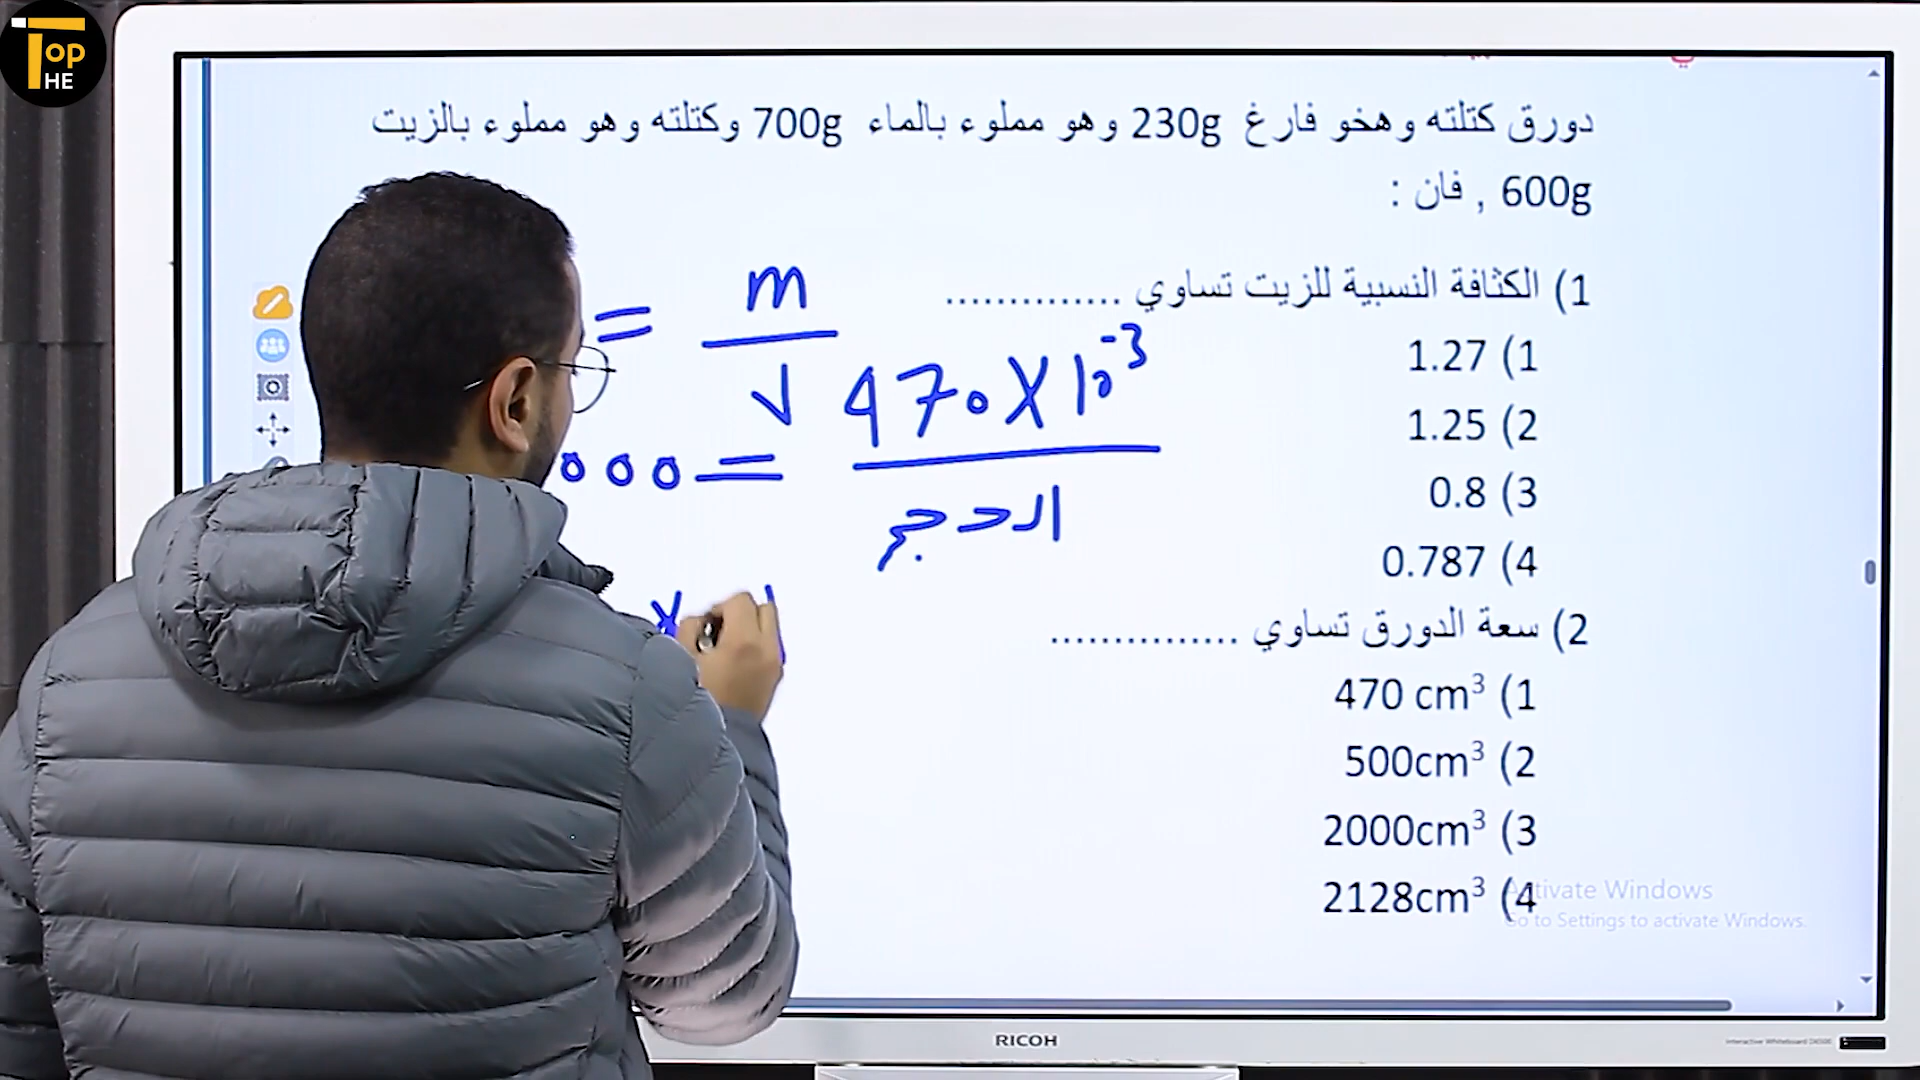 TOP
THE
دورق كتلته وهخو فارغ 230g وهو مملوء بالماء 700g وكتلته وهو مملوء بالزيت
600g , فان :
1) الكثافة النسبية للزيت تساوي ..............
1) 1.27
2) 1.25
3) 0.8
4) 0.787
2) سعة الدورق تساوي ...............
1) 470 cm³
2) 500cm³
3) 2000cm³
4) 2128cm³
= m
√
000 = 470 X 10⁻³
الحجم
X
Activate Windows
Go to Settings to activate Windows.
RICOH